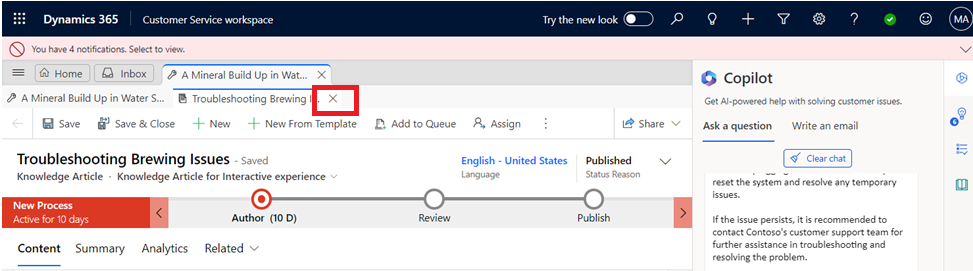 Dynamics 365 Customer Service workspace Try the new look MA
You have 4 notifications. Select to view.
Home Inbox A Mineral Build Up in Wat...
A Mineral Build Up in Water S... Troubleshooting Brewing
Save Save & Close New New From Template Add to Queue Assign Share
Troubleshooting Brewing Issues - Saved
Knowledge Article · Knowledge Article for Interactive experience
English - United States
Language
Published
Status Reason
New Process
Active for 10 days
Author (10 D) Review Publish
Content Summary Analytics Related
Copilot
Get AI-powered help with solving customer issues.
Ask a question Write an email
Clear chat
reset the system and resolve any temporary
issues.
If the issue persists, it is recommended to
contact Contoso's customer support team for
further assistance in troubleshooting and
resolving the problem.
6